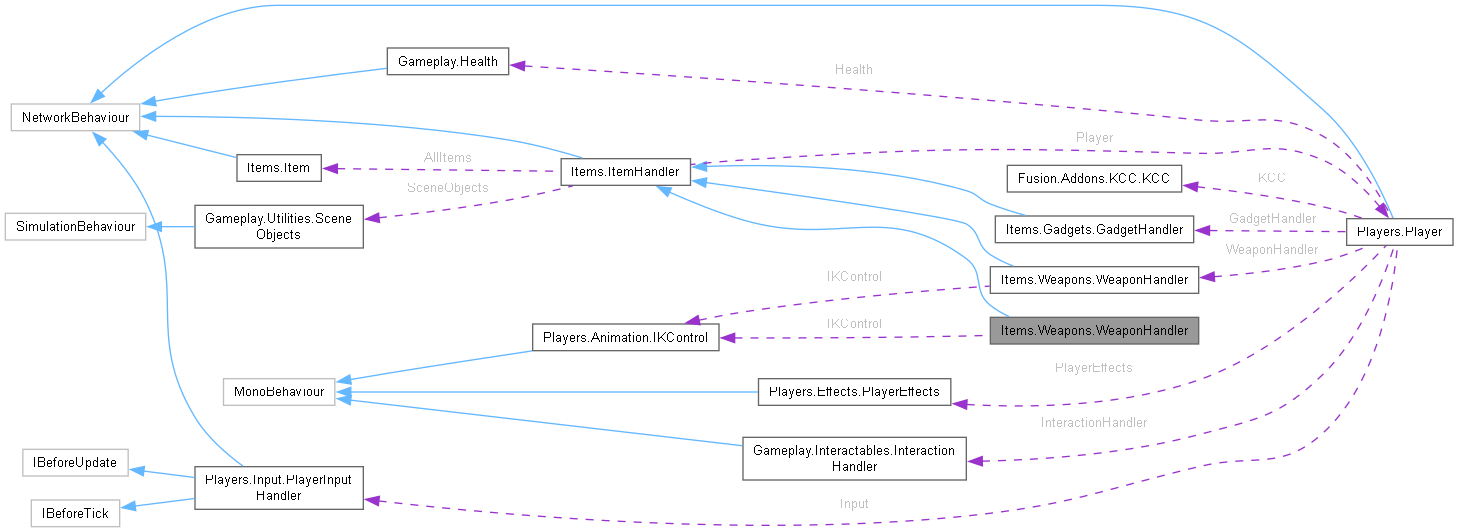 Gameplay.Health
Health
NetworkBehaviour
Items.Item
AllItems
Items.ItemHandler
Player
Fusion.Addons.KCC.KCC
KCC
SceneObjects
SimulationBehaviour
Gameplay.Utilities.Scene
Objects
Items.Gadgets.GadgetHandler
GadgetHandler
Players.Player
WeaponHandler
IKControl
Items.Weapons.WeaponHandler
IKControl
Items.Weapons.WeaponHandler
Players.Animation.IKControl
PlayerEffects
MonoBehaviour
Players.Effects.PlayerEffects
InteractionHandler
Gameplay.Interactables.Interaction
Handler
IBeforeUpdate
Players.Input.PlayerInput
Handler
Input
IBeforeTick